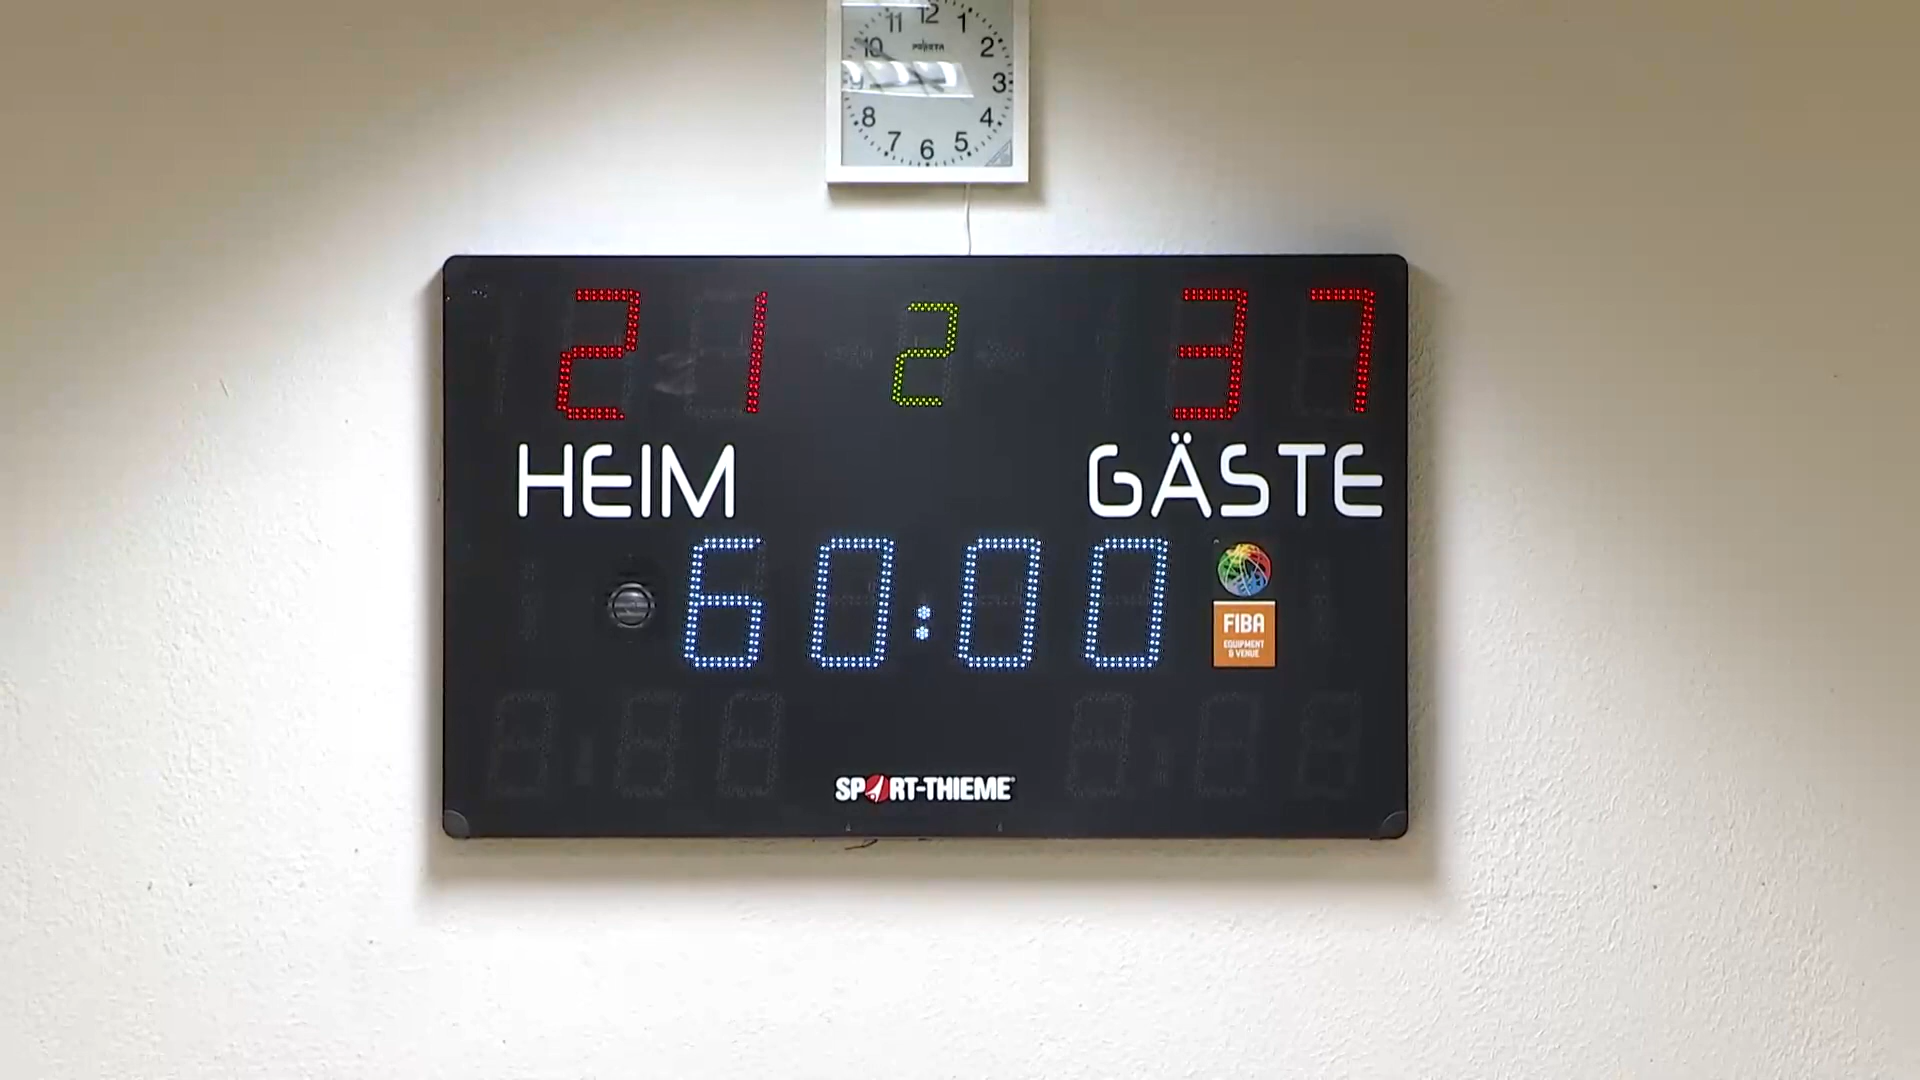 11 12 1
10 2
9 3
8 4
7 6 5
21 2 37
HEIM GÄSTE
60:00
FIBA
EQUIPMENT
& VENUE
SPORT-THIEME